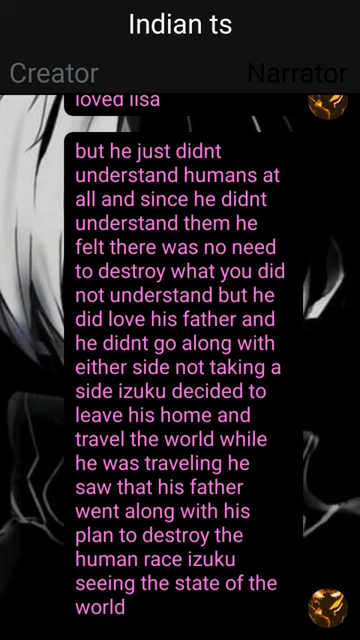 Indian ts
Creator
Narrator
loved lisa
but he just didnt
understand humans at
all and since he didnt
understand them he
felt there was no need
to destroy what you did
not understand but he
did love his father and
he didnt go along with
either side not taking a
side izuku decided to
leave his home and
travel the world while
he was traveling he
saw that his father
went along with his
plan to destroy the
human race izuku
seeing the state of the
world